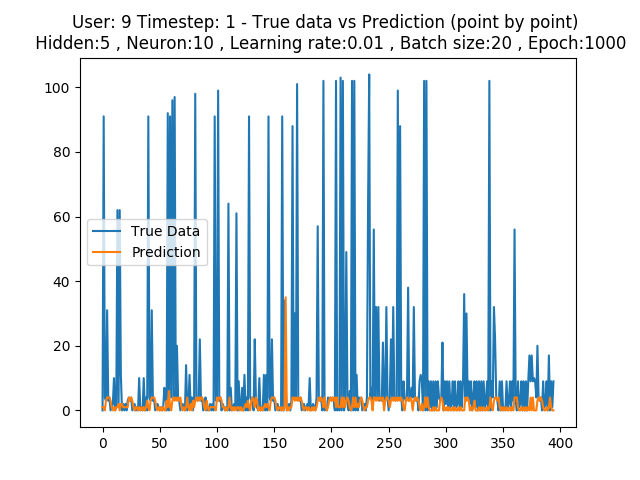 User: 9 Timestep: 1 - True data vs Prediction (point by point)
Hidden:5 , Neuron:10 , Learning rate:0.01 , Batch size:20 , Epoch:1000
100
80
60
40
20
0
True Data
Prediction
0 50 100 150 200 250 300 350 400